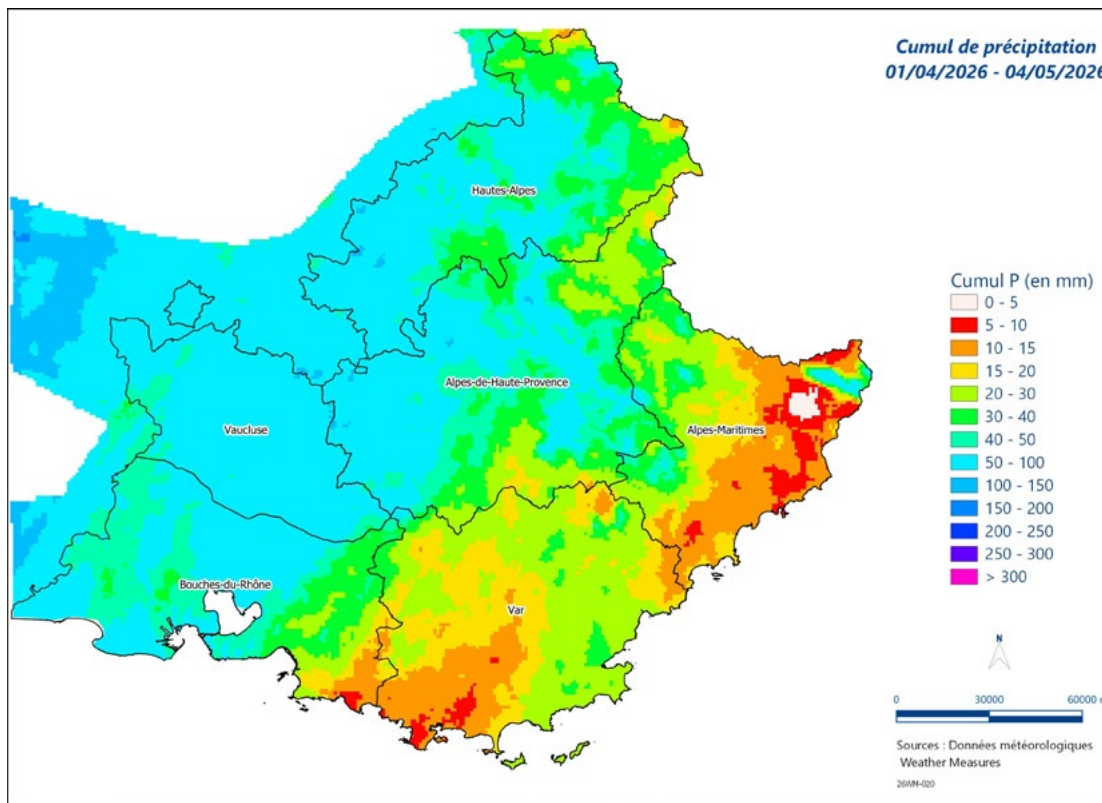 Cumul de précipitation
01/04/2026 - 04/05/2026
Hautes-Alpes
Alpes-de-Haute-Provence
Vaucluse
Alpes-Maritimes
Bouches-du-Rhône
Var
Cumul P (en mm)
0 - 5
5 - 10
10 - 15
15 - 20
20 - 30
30 - 40
40 - 50
50 - 100
100 - 150
150 - 200
200 - 250
250 - 300
> 300
N
0 30000 60000 m
Sources : Données météorologiques
Weather Measures
26WM-020